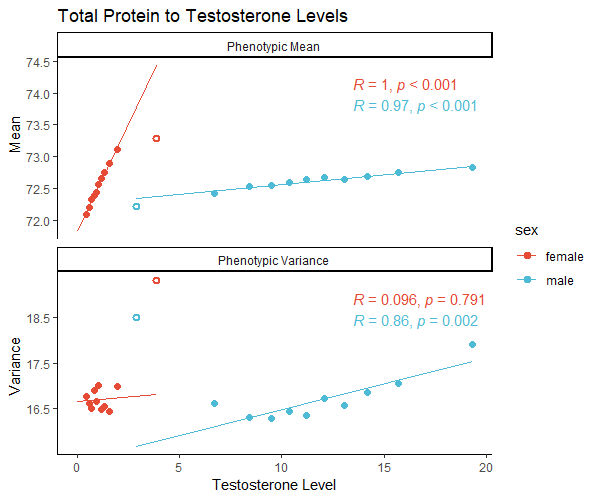 Total Protein to Testosterone Levels
Phenotypic Mean
74.5
74.0
73.5
73.0
72.5
72.0
Mean
R = 1, p < 0.001
R = 0.97, p < 0.001
Phenotypic Variance
18.5
17.5
16.5
Variance
R = 0.096, p = 0.791
R = 0.86, p = 0.002
0 5 10 15 20
Testosterone Level
sex
female
male